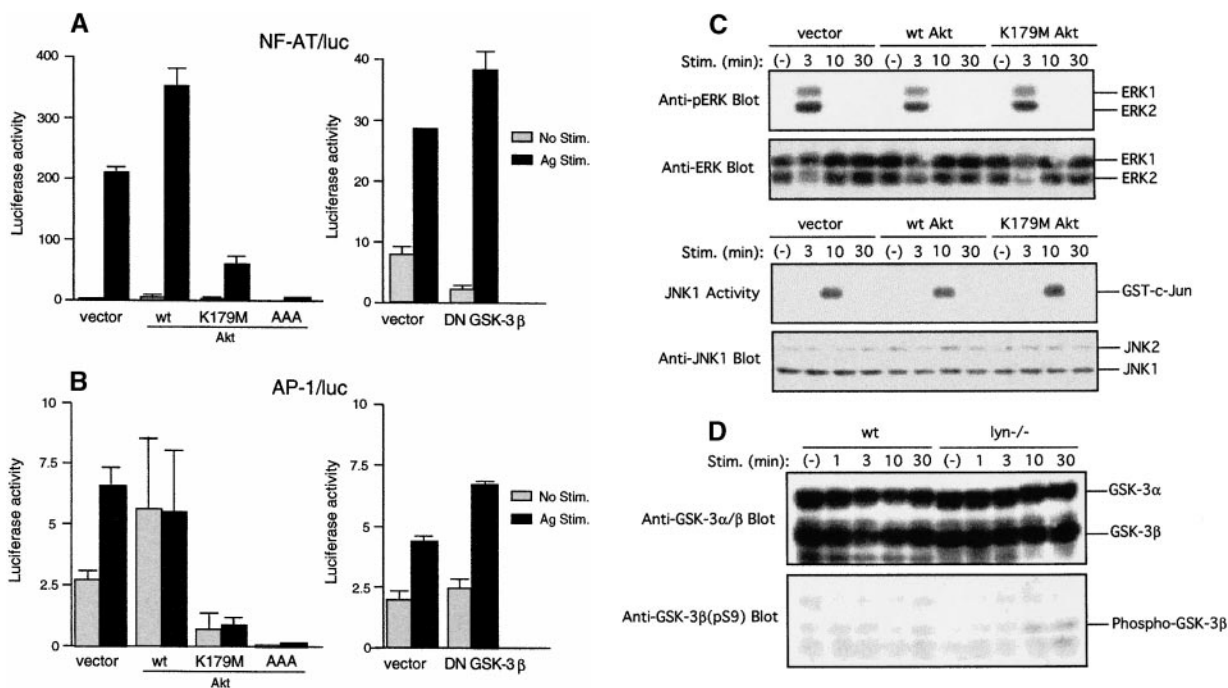 A
NF-AT/luc
Luciferase activity
400
300
200
100
0
vector
wt
K179M
AAA
Akt
Luciferase activity
40
30
20
10
0
No Stim.
Ag Stim.
vector
DN GSK-3β
B
AP-1/luc
Luciferase activity
10
7.5
5
2.5
0
vector
wt
K179M
AAA
Akt
Luciferase activity
10
7.5
5
2.5
0
No Stim.
Ag Stim.
vector
DN GSK-3β
C
vector wt Akt K179M Akt
Stim. (min): (-) 3 10 30 (-) 3 10 30 (-) 3 10 30
Anti-pERK Blot
ERK1
ERK2
Anti-ERK Blot
ERK1
ERK2
vector wt Akt K179M Akt
Stim. (min): (-) 3 10 30 (-) 3 10 30 (-) 3 10 30
JNK1 Activity
GST-c-Jun
Anti-JNK1 Blot
JNK2
JNK1
D
wt lyn-/-
Stim. (min): (-) 1 3 10 30 (-) 1 3 10 30
Anti-GSK-3α/β Blot
GSK-3α
GSK-3β
Anti-GSK-3β(pS9) Blot
Phospho-GSK-3β